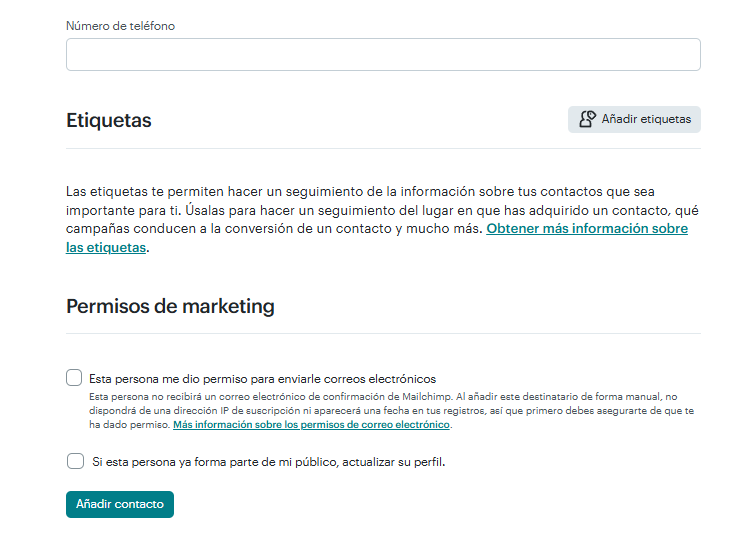 Número de teléfono
Etiquetas
Añadir etiquetas
Las etiquetas te permiten hacer un seguimiento de la información sobre tus contactos que sea
importante para ti. Úsalas para hacer un seguimiento del lugar en que has adquirido un contacto, qué
campañas conducen a la conversión de un contacto y mucho más. Obtener más información sobre
las etiquetas.
Permisos de marketing
Esta persona me dio permiso para enviarle correos electrónicos
Esta persona no recibirá un correo electrónico de confirmación de Mailchimp. Al añadir este destinatario de forma manual, no
dispondrá de una dirección IP de suscripción ni aparecerá una fecha en tus registros, así que primero debes asegurarte de que te
ha dado permiso. Más información sobre los permisos de correo electrónico.
Si esta persona ya forma parte de mi público, actualizar su perfil.
Añadir contacto